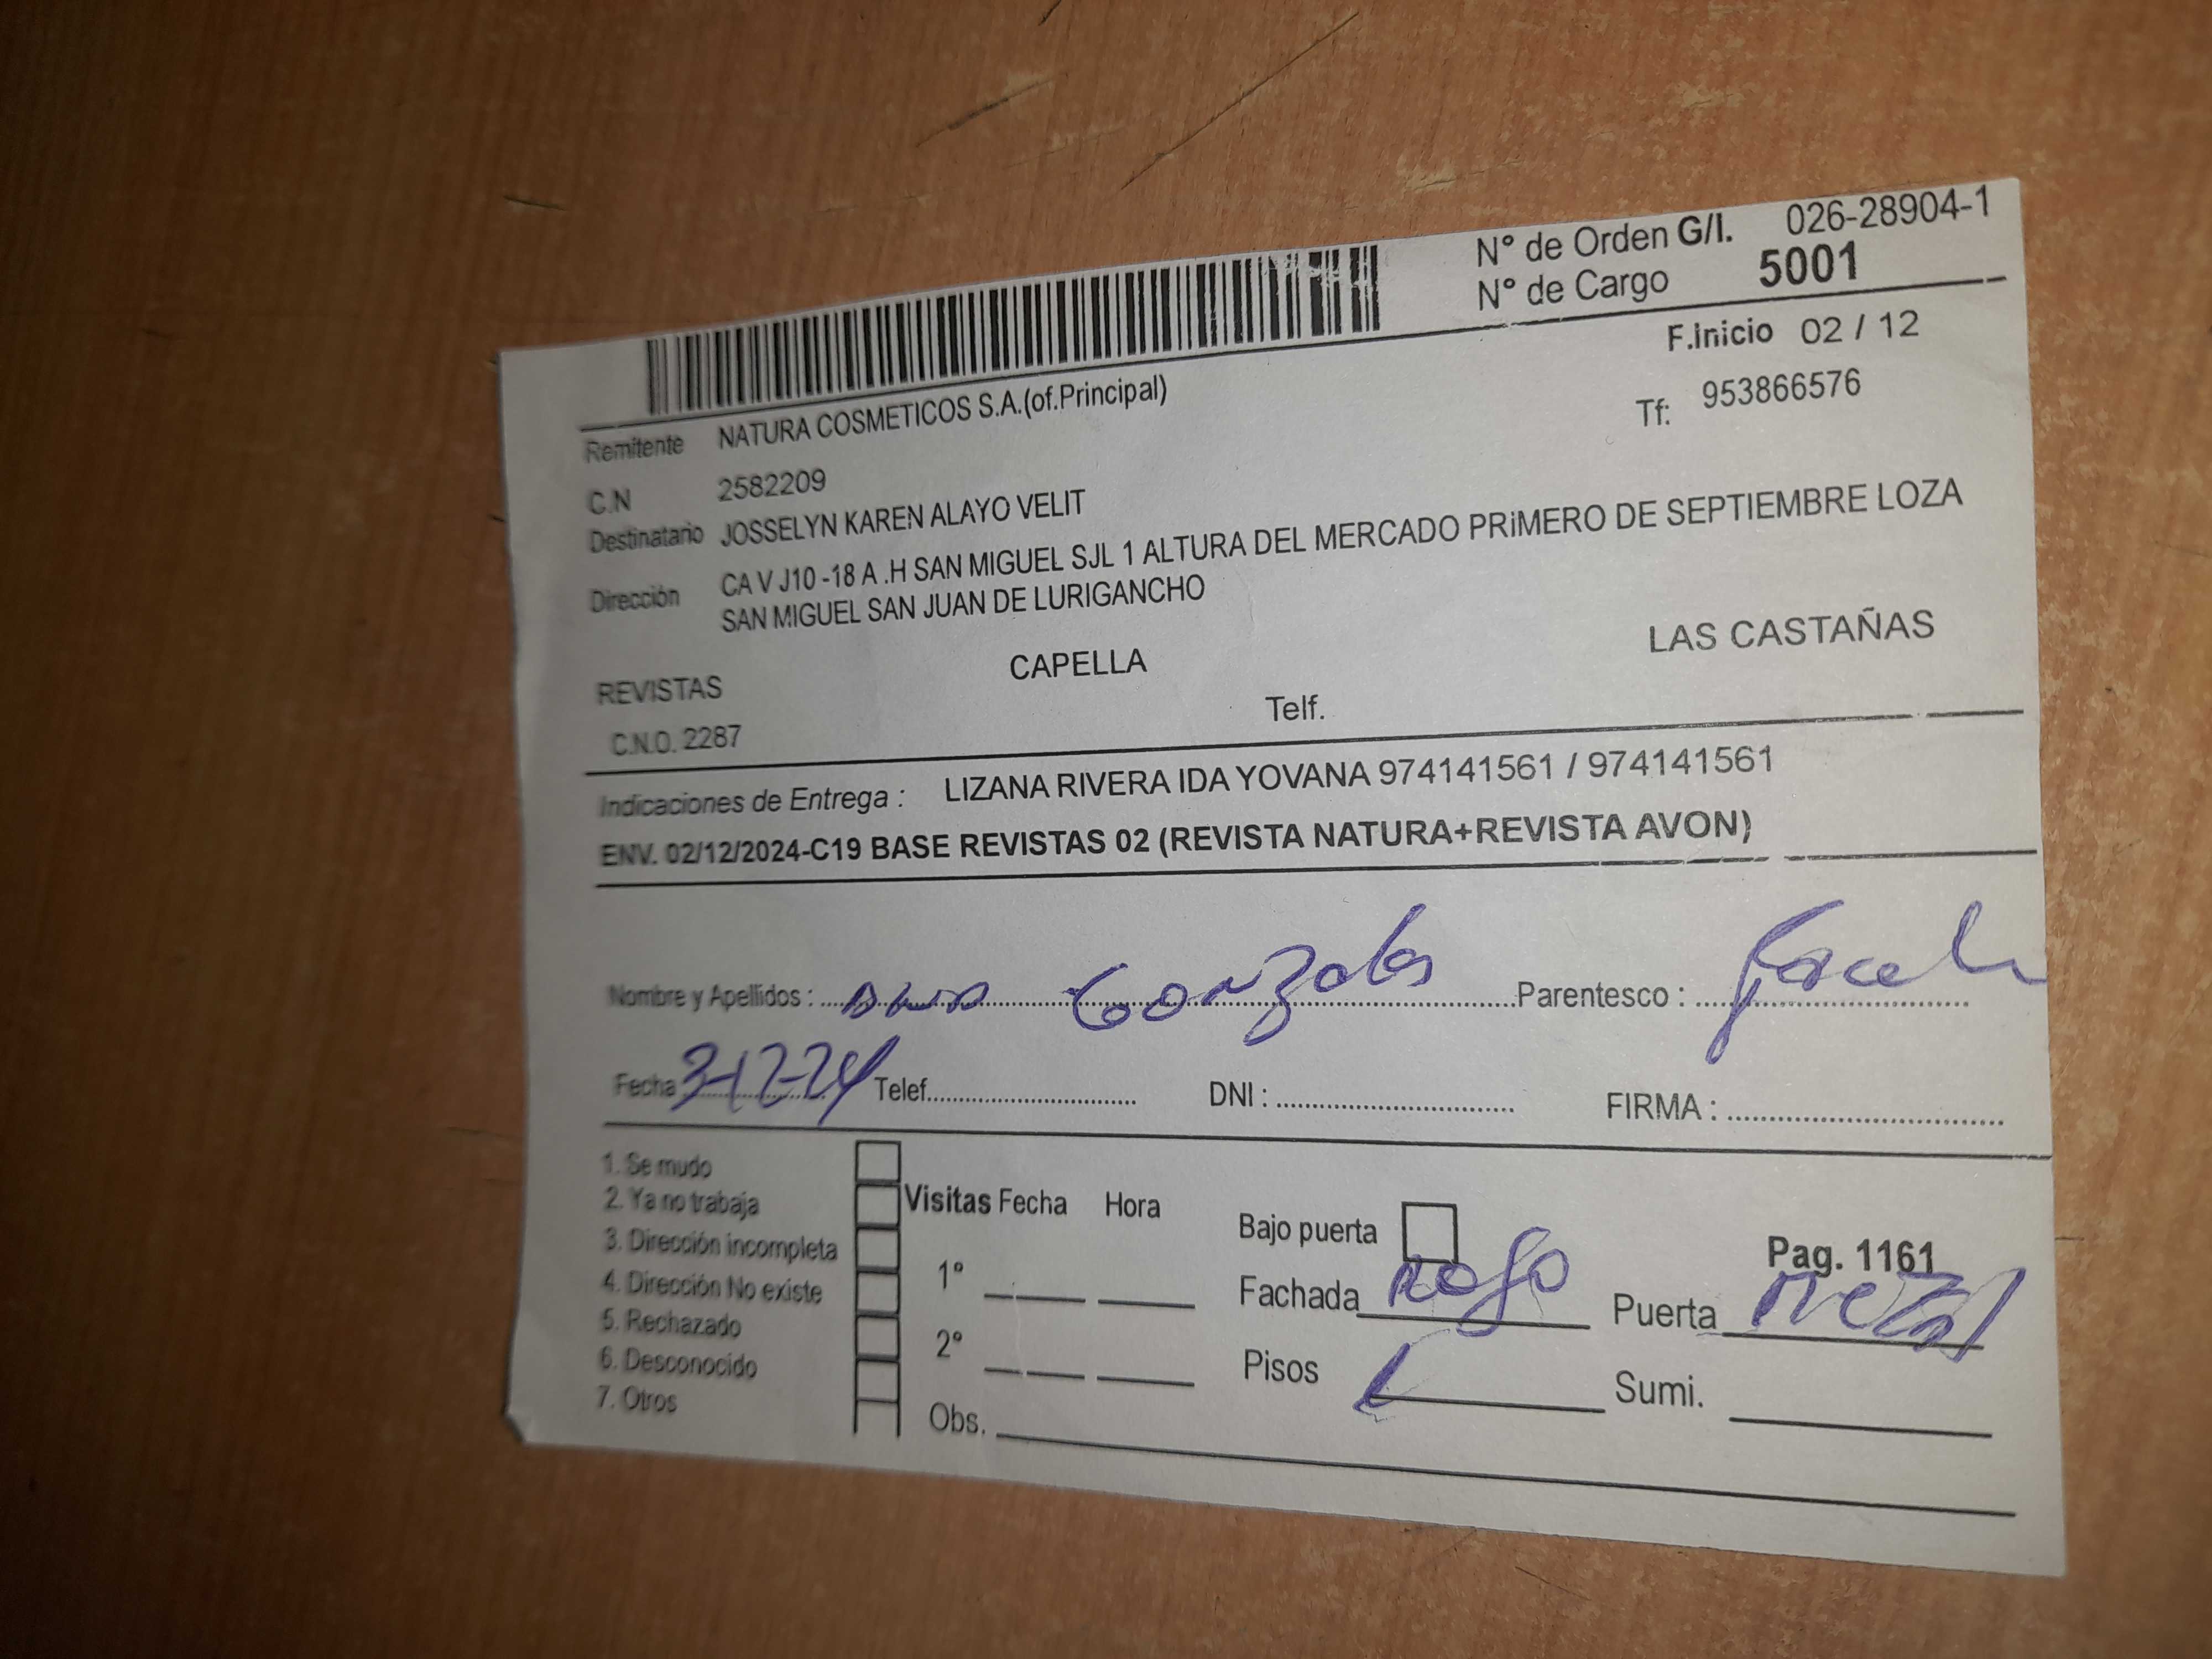 N° de Orden G/I. 026-28904-1
N° de Cargo 5001
F.Inicio 02 / 12
Remitente NATURA COSMETICOS S.A.(of.Principal) Tf: 953866576
C.N 2582209
Destinatario JOSSELYN KAREN ALAYO VELIT
Dirección CA V J10 -18 A .H SAN MIGUEL SJL 1 ALTURA DEL MERCADO PRiMERO DE SEPTIEMBRE LOZA
SAN MIGUEL SAN JUAN DE LURIGANCHO
REVISTAS CAPELLA LAS CASTAÑAS
C.N.O. 2287 Telf.
Indicaciones de Entrega : LIZANA RIVERA IDA YOVANA 974141561 / 974141561
ENV. 02/12/2024-C19 BASE REVISTAS 02 (REVISTA NATURA+REVISTA AVON)
Nombre y Apellidos : Gonzales Parentesco :
Fecha 3-12-24 Telef. DNI : FIRMA :
1. Se mudo
2. Ya no trabaja Visitas Fecha Hora Bajo puerta
3. Dirección incompleta Pag. 1161
4. Dirección No existe 1° Fachada Rojo Puerta metal
5. Rechazado
6. Desconocido 2° Pisos 1 Sumi.
7. Otros Obs.